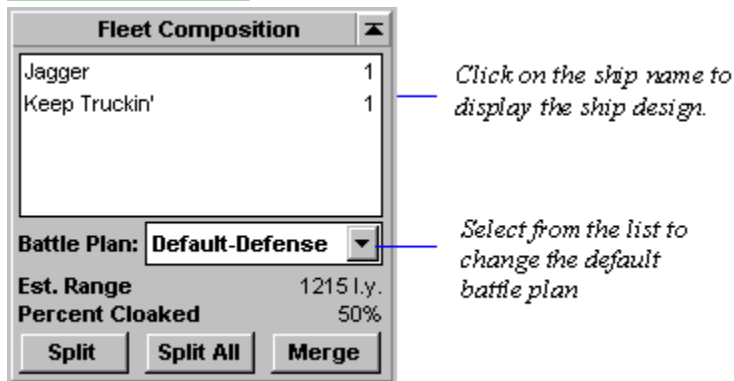 Fleet Composition
Jagger 1
Keep Truckin' 1
Click on the ship name to
display the ship design.
Battle Plan: Default-Defense
Select from the list to
change the default
battle plan
Est. Range 1215 l.y.
Percent Cloaked 50%
Split Split All Merge